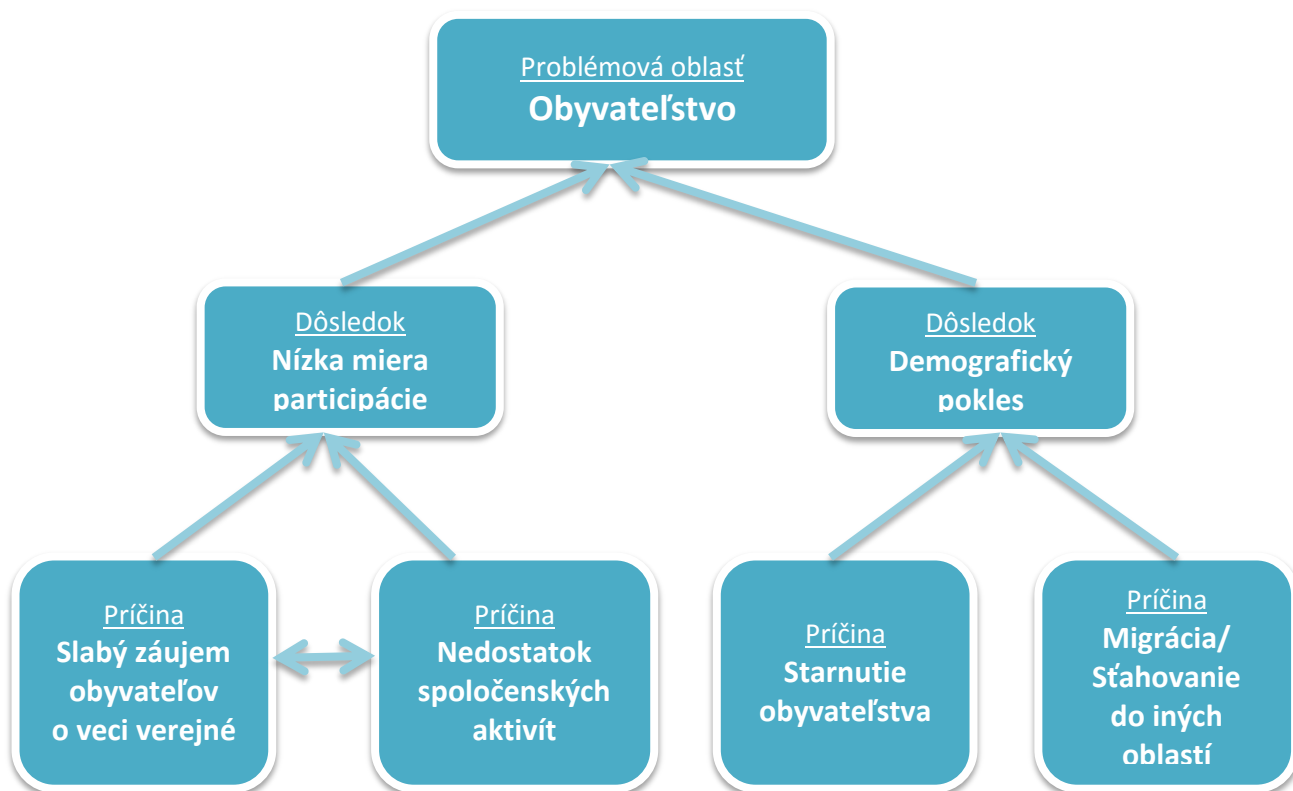 Problémová oblasť
Obyvateľstvo
Dôsledok
Nízka miera
participácie
Dôsledok
Demografický
pokles
Príčina
Slabý záujem
obyvateľov
o veci verejné
Príčina
Nedostatok
spoločenských
aktivít
Príčina
Starnutie
obyvateľstva
Príčina
Migrácia/
Sťahovanie
do iných
oblastí